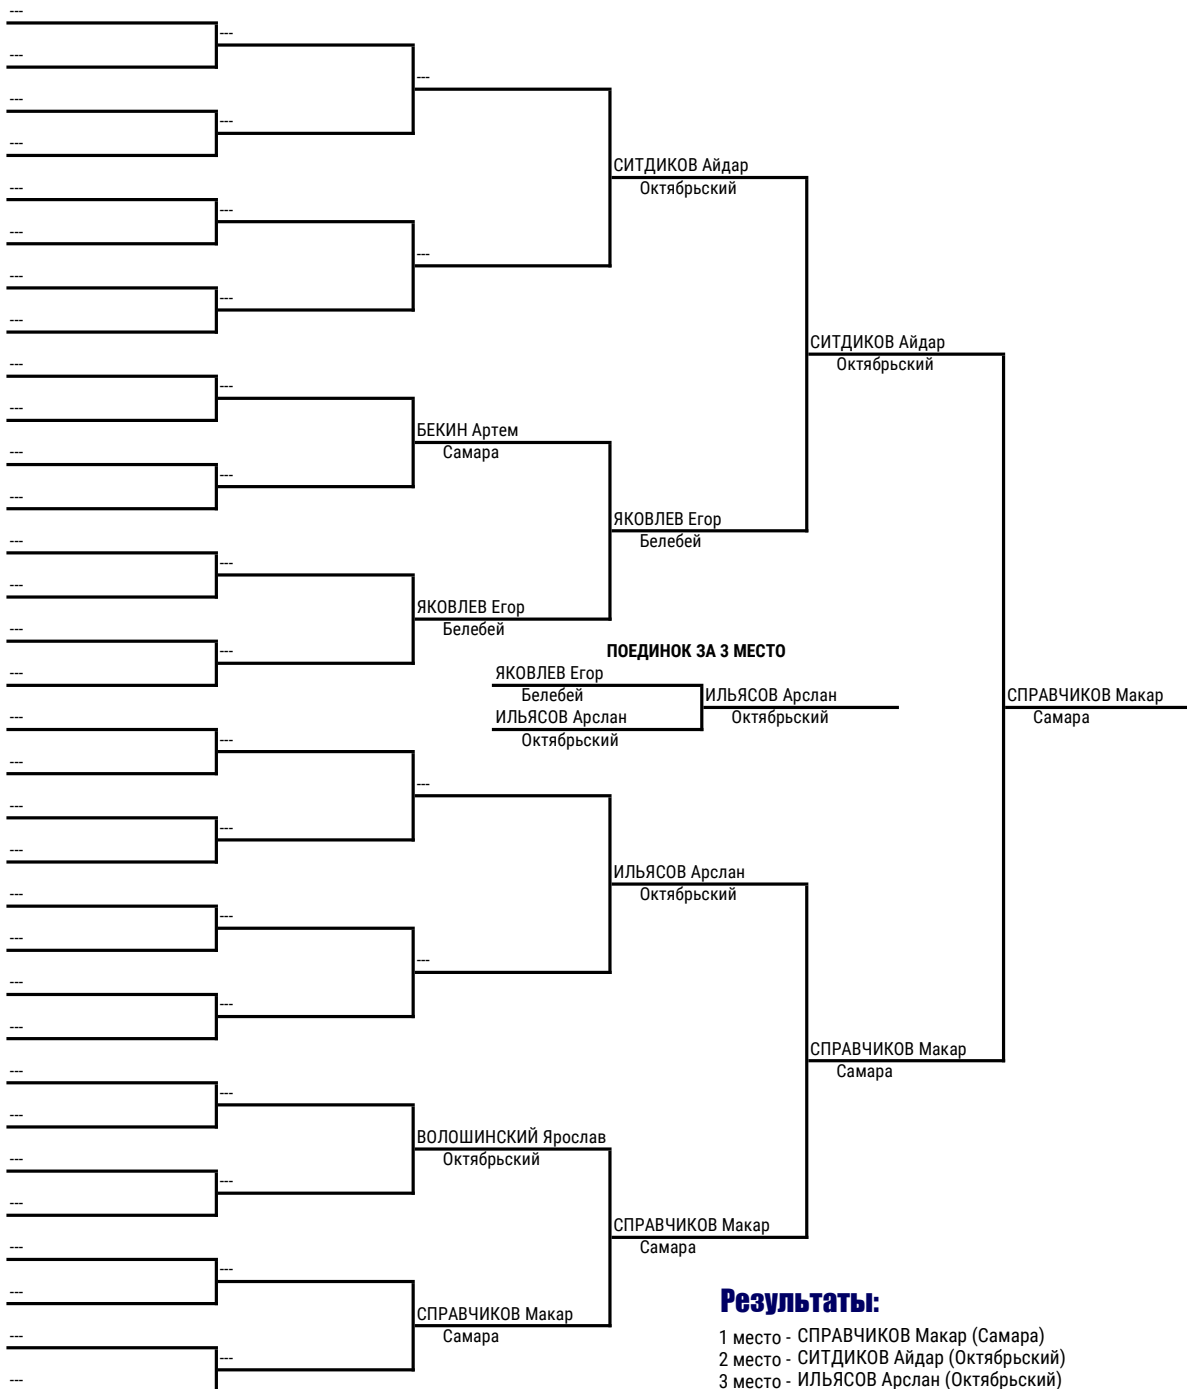 ---
---
---
---
---
---
---
СИТДИКОВ Айдар
Октябрьский
---
---
---
---
---
---
---
СИТДИКОВ Айдар
Октябрьский
---
---
---
БЕКИН Артем
Самара
---
---
---
ЯКОВЛЕВ Егор
Белебей
---
---
---
ЯКОВЛЕВ Егор
Белебей
---
---
---
ПОЕДИНОК ЗА 3 МЕСТО
ЯКОВЛЕВ Егор
Белебей
ИЛЬЯСОВ Арслан
Октябрьский
ИЛЬЯСОВ Арслан
Октябрьский
СПРАВЧИКОВ Макар
Самара
---
---
---
---
---
---
---
ИЛЬЯСОВ Арслан
Октябрьский
---
---
---
---
---
---
---
СПРАВЧИКОВ Макар
Самара
---
---
---
ВОЛОШИНСКИЙ Ярослав
Октябрьский
---
---
---
СПРАВЧИКОВ Макар
Самара
---
---
---
СПРАВЧИКОВ Макар
Самара
---
---
---
Результаты:
1 место - СПРАВЧИКОВ Макар (Самара)
2 место - СИТДИКОВ Айдар (Октябрьский)
3 место - ИЛЬЯСОВ Арслан (Октябрьский)